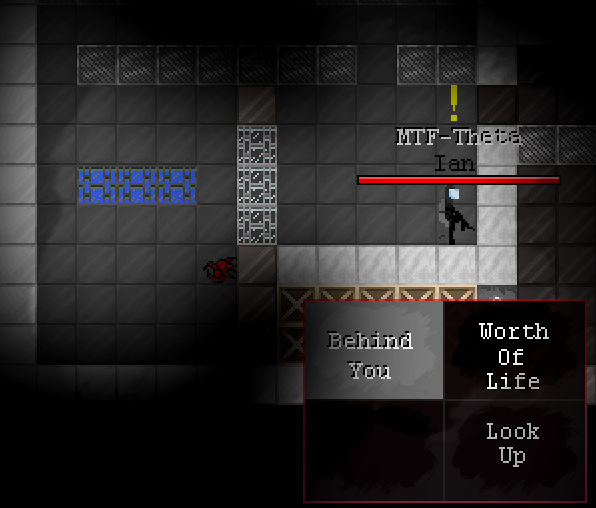 !
MTF-Theta
Ian
Behind
You
Worth
Of
Life
Look
Up